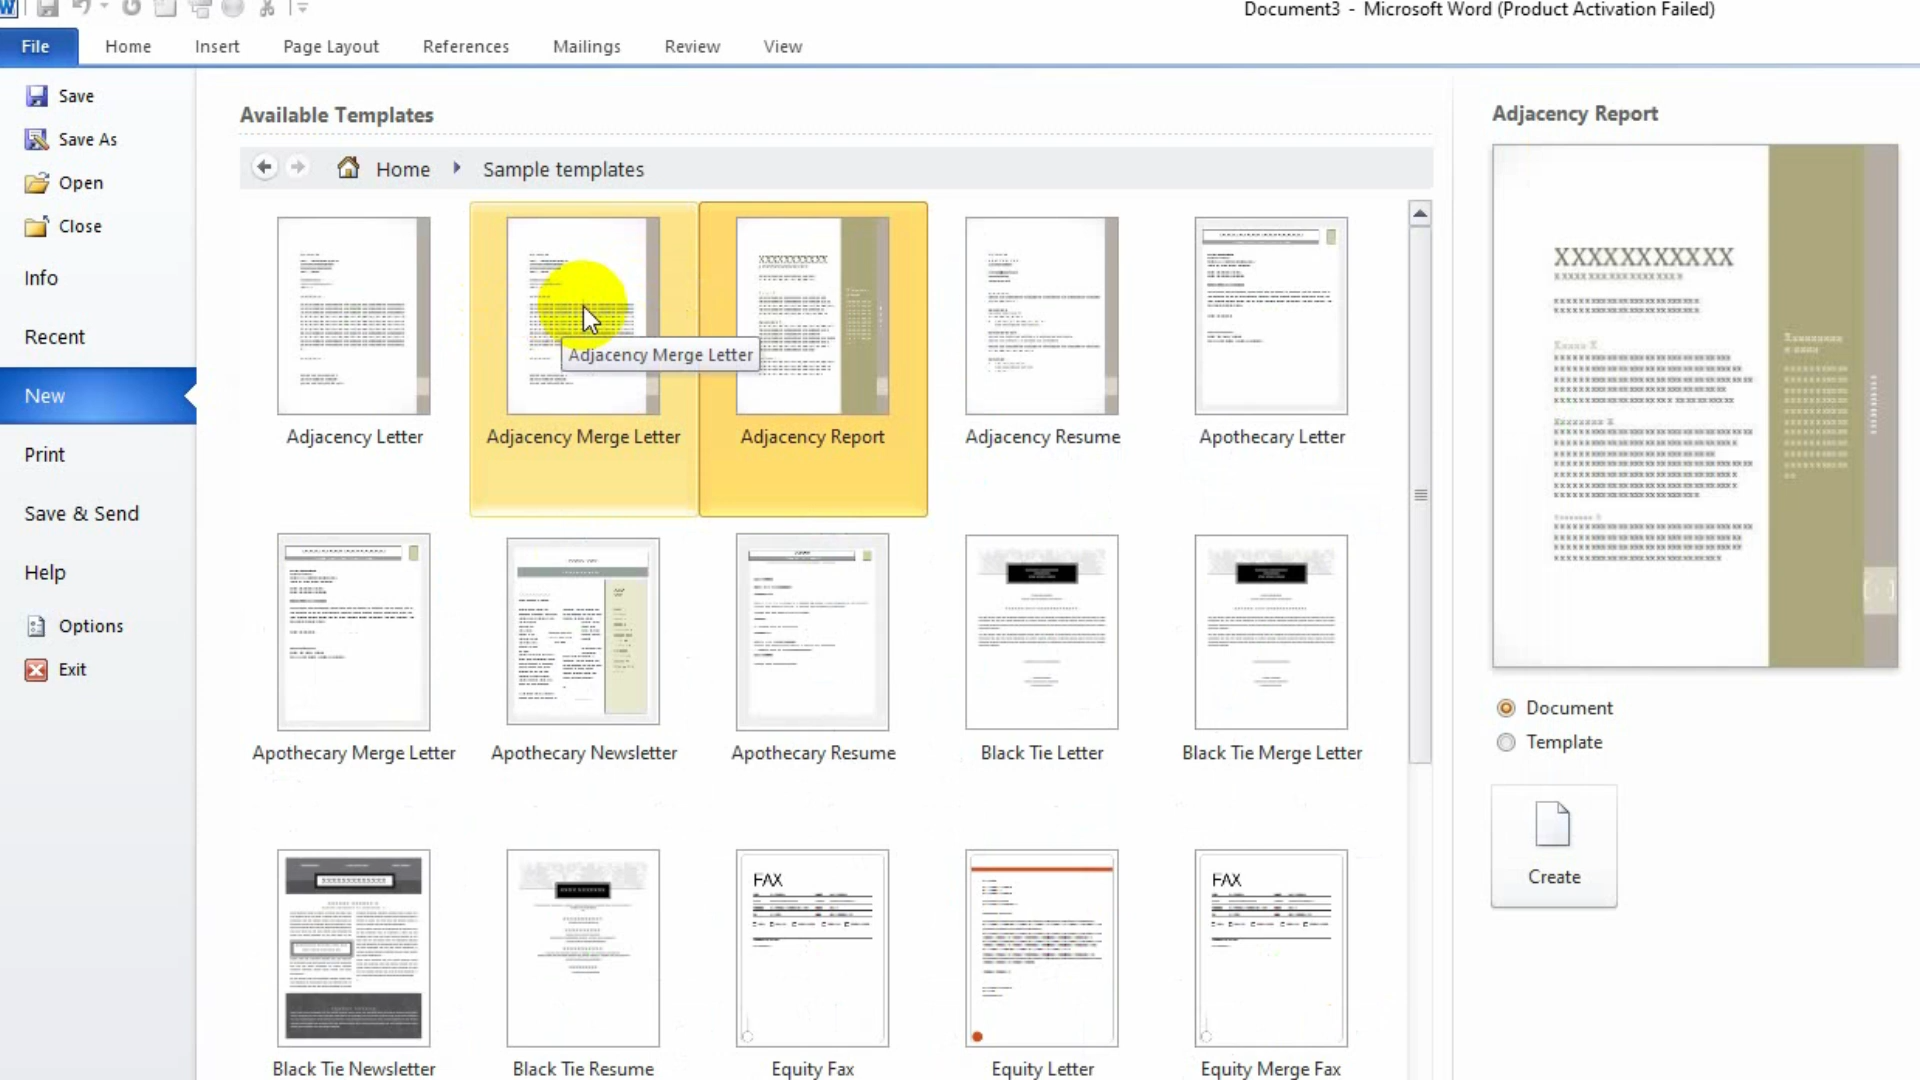 W
Document3 - Microsoft Word (Product Activation Failed)
File Home Insert Page Layout References Mailings Review View
Save
Save As
Open
Close
Info
Recent
New
Print
Save & Send
Help
Options
Exit
Available Templates
Home Sample templates
Adjacency Merge Letter
Adjacency Letter Adjacency Merge Letter Adjacency Report Adjacency Resume Apothecary Letter
Apothecary Merge Letter Apothecary Newsletter Apothecary Resume Black Tie Letter Black Tie Merge Letter
FAX FAX
Black Tie Newsletter Black Tie Resume Equity Fax Equity Letter Equity Merge Fax
Adjacency Report
XXXXXXXXXXX
Document
Template
Create